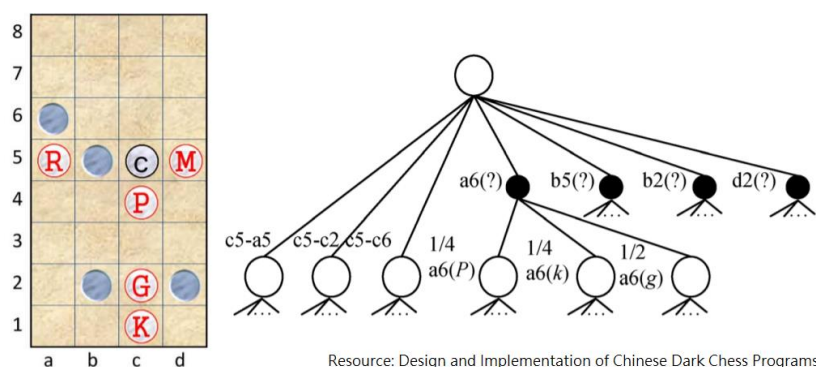 8
7
6
5 R c M
4 P
3
2 G
1 K
a b c d
a6(?) b5(?) b2(?) d2(?)
c5-a5 c5-c2 c5-c6
1/4 a6(P)
1/4 a6(k)
1/2 a6(g)
... ... ... ... ... ... ... ... ...
Resource: Design and Implementation of Chinese Dark Chess Programs